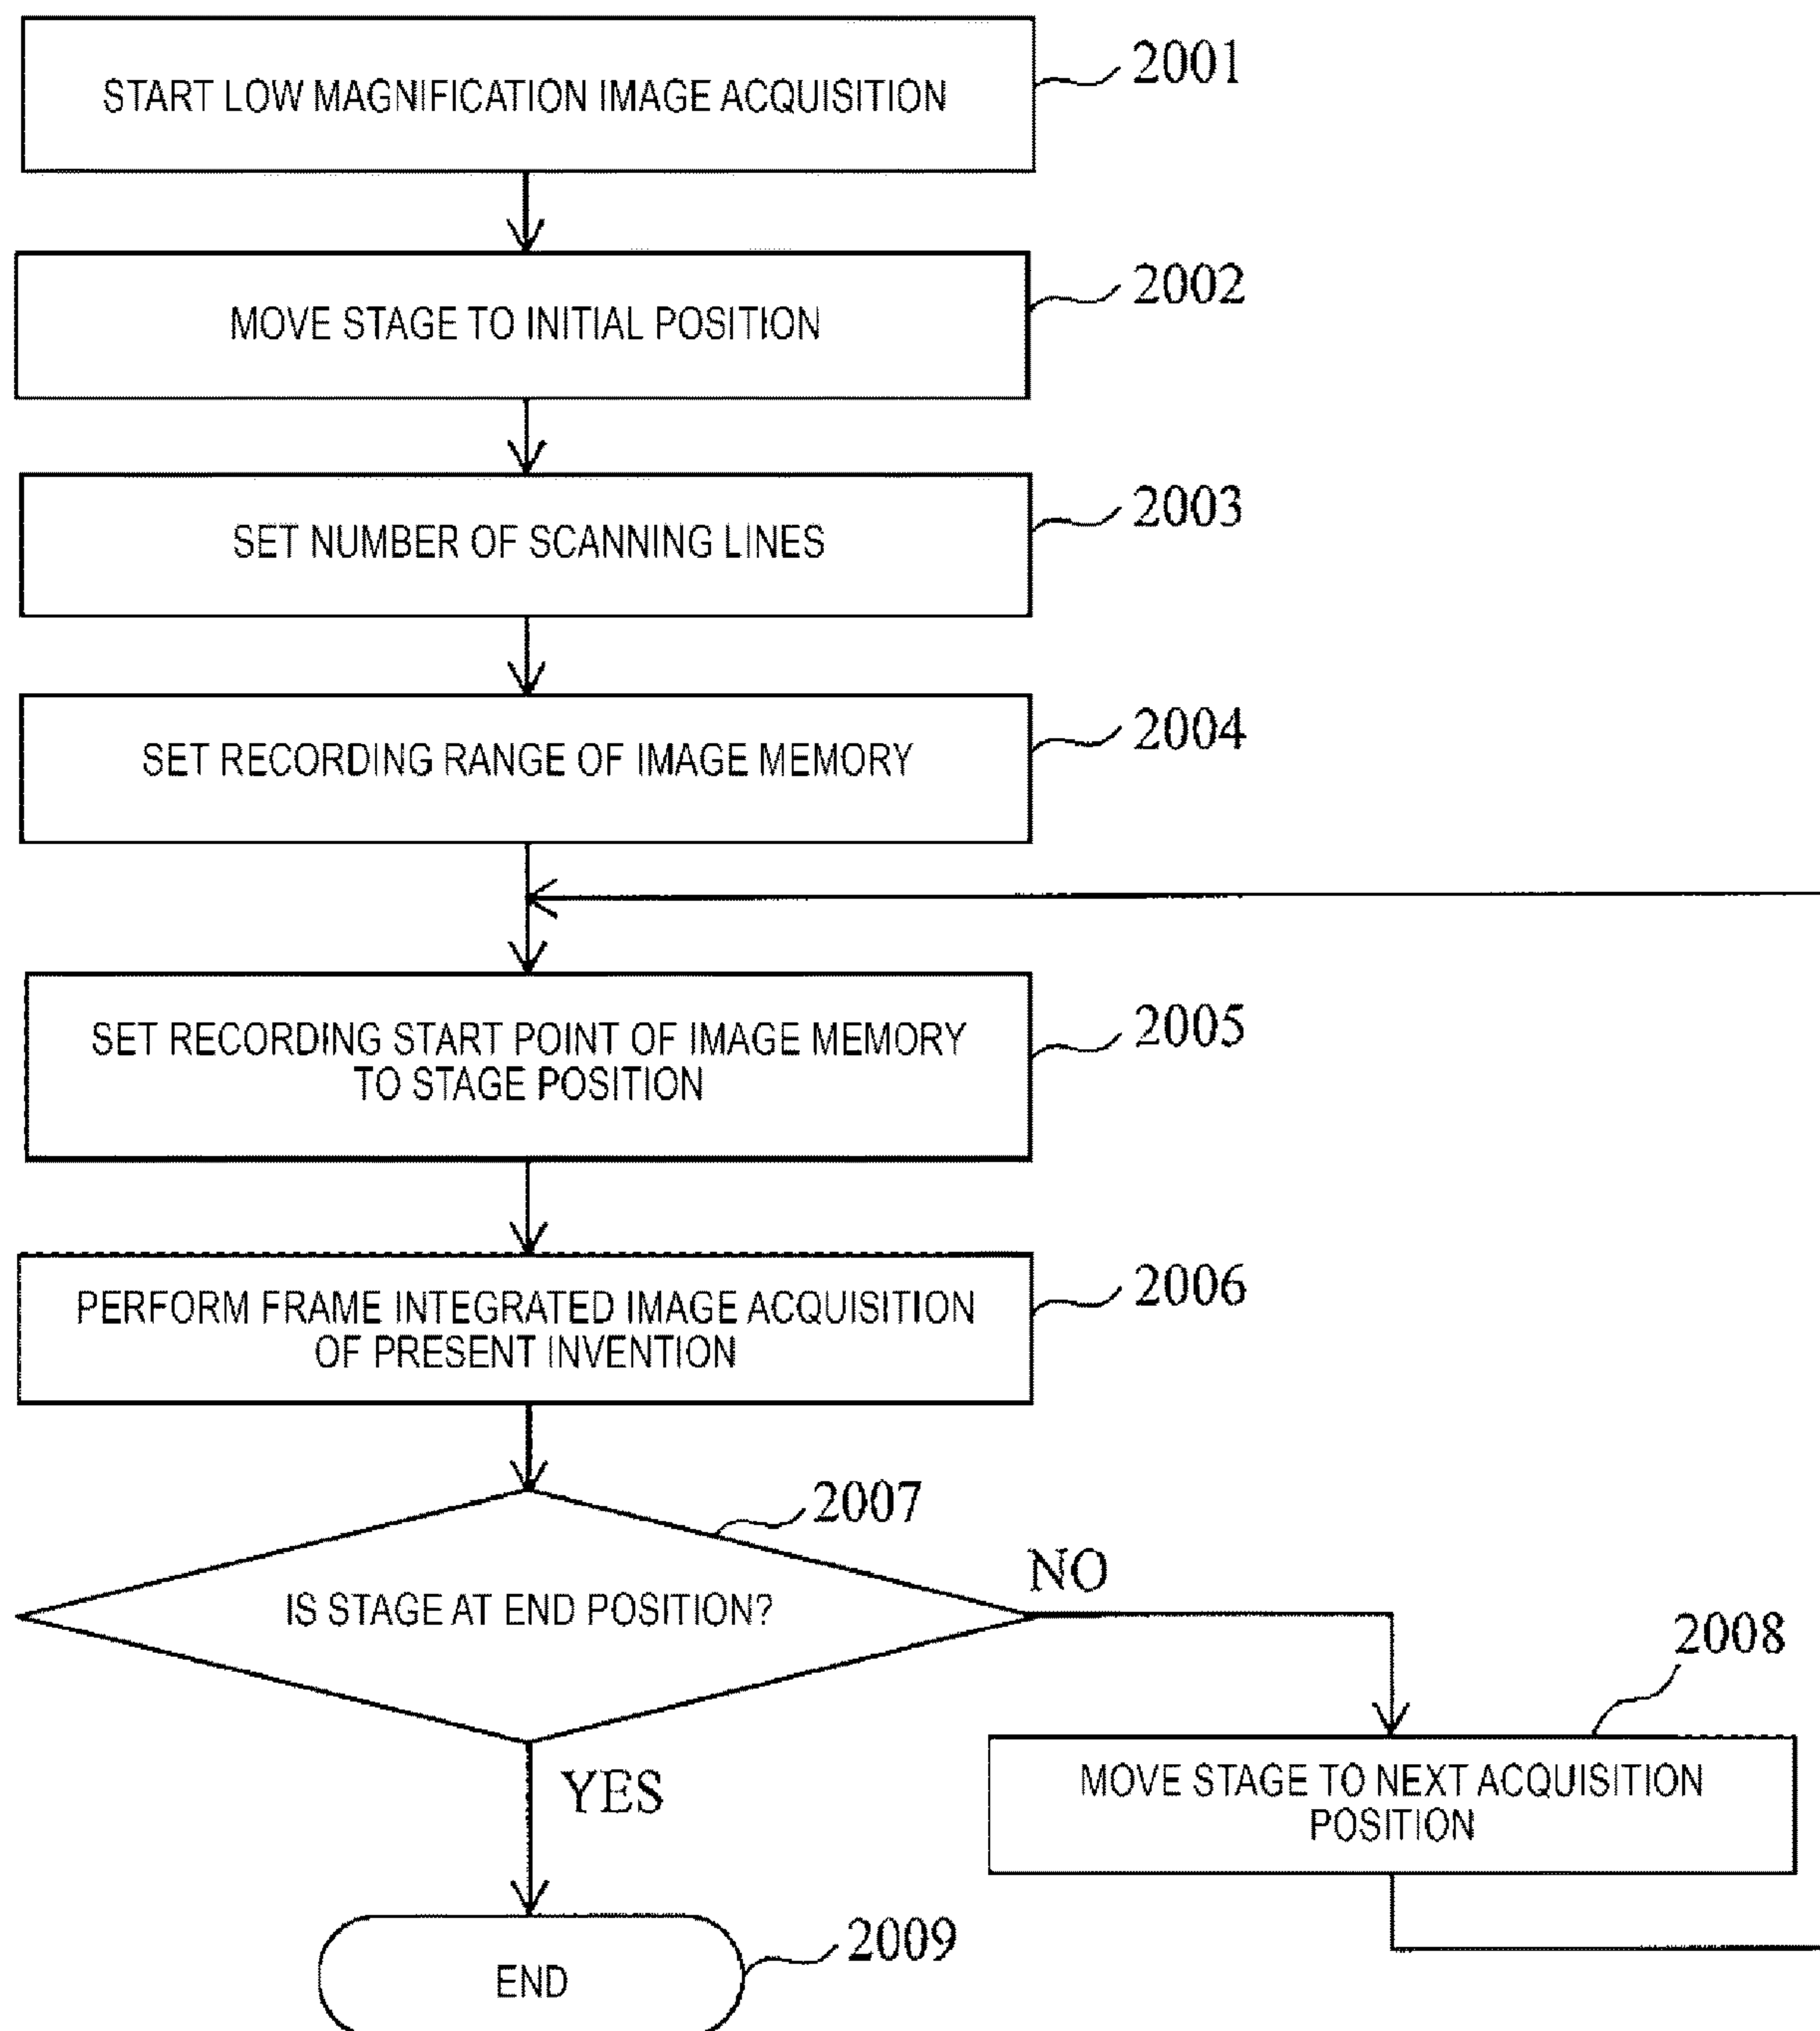 START LOW MAGNIFICATION IMAGE ACQUISITION
2001
MOVE STAGE TO INITIAL POSITION
2002
SET NUMBER OF SCANNING LINES
2003
SET RECORDING RANGE OF IMAGE MEMORY
2004
SET RECORDING START POINT OF IMAGE MEMORY
TO STAGE POSITION
2005
PERFORM FRAME INTEGRATED IMAGE ACQUISITION
OF PRESENT INVENTION
2006
2007
IS STAGE AT END POSITION?
NO
2008
MOVE STAGE TO NEXT ACQUISITION
POSITION
YES
END
2009